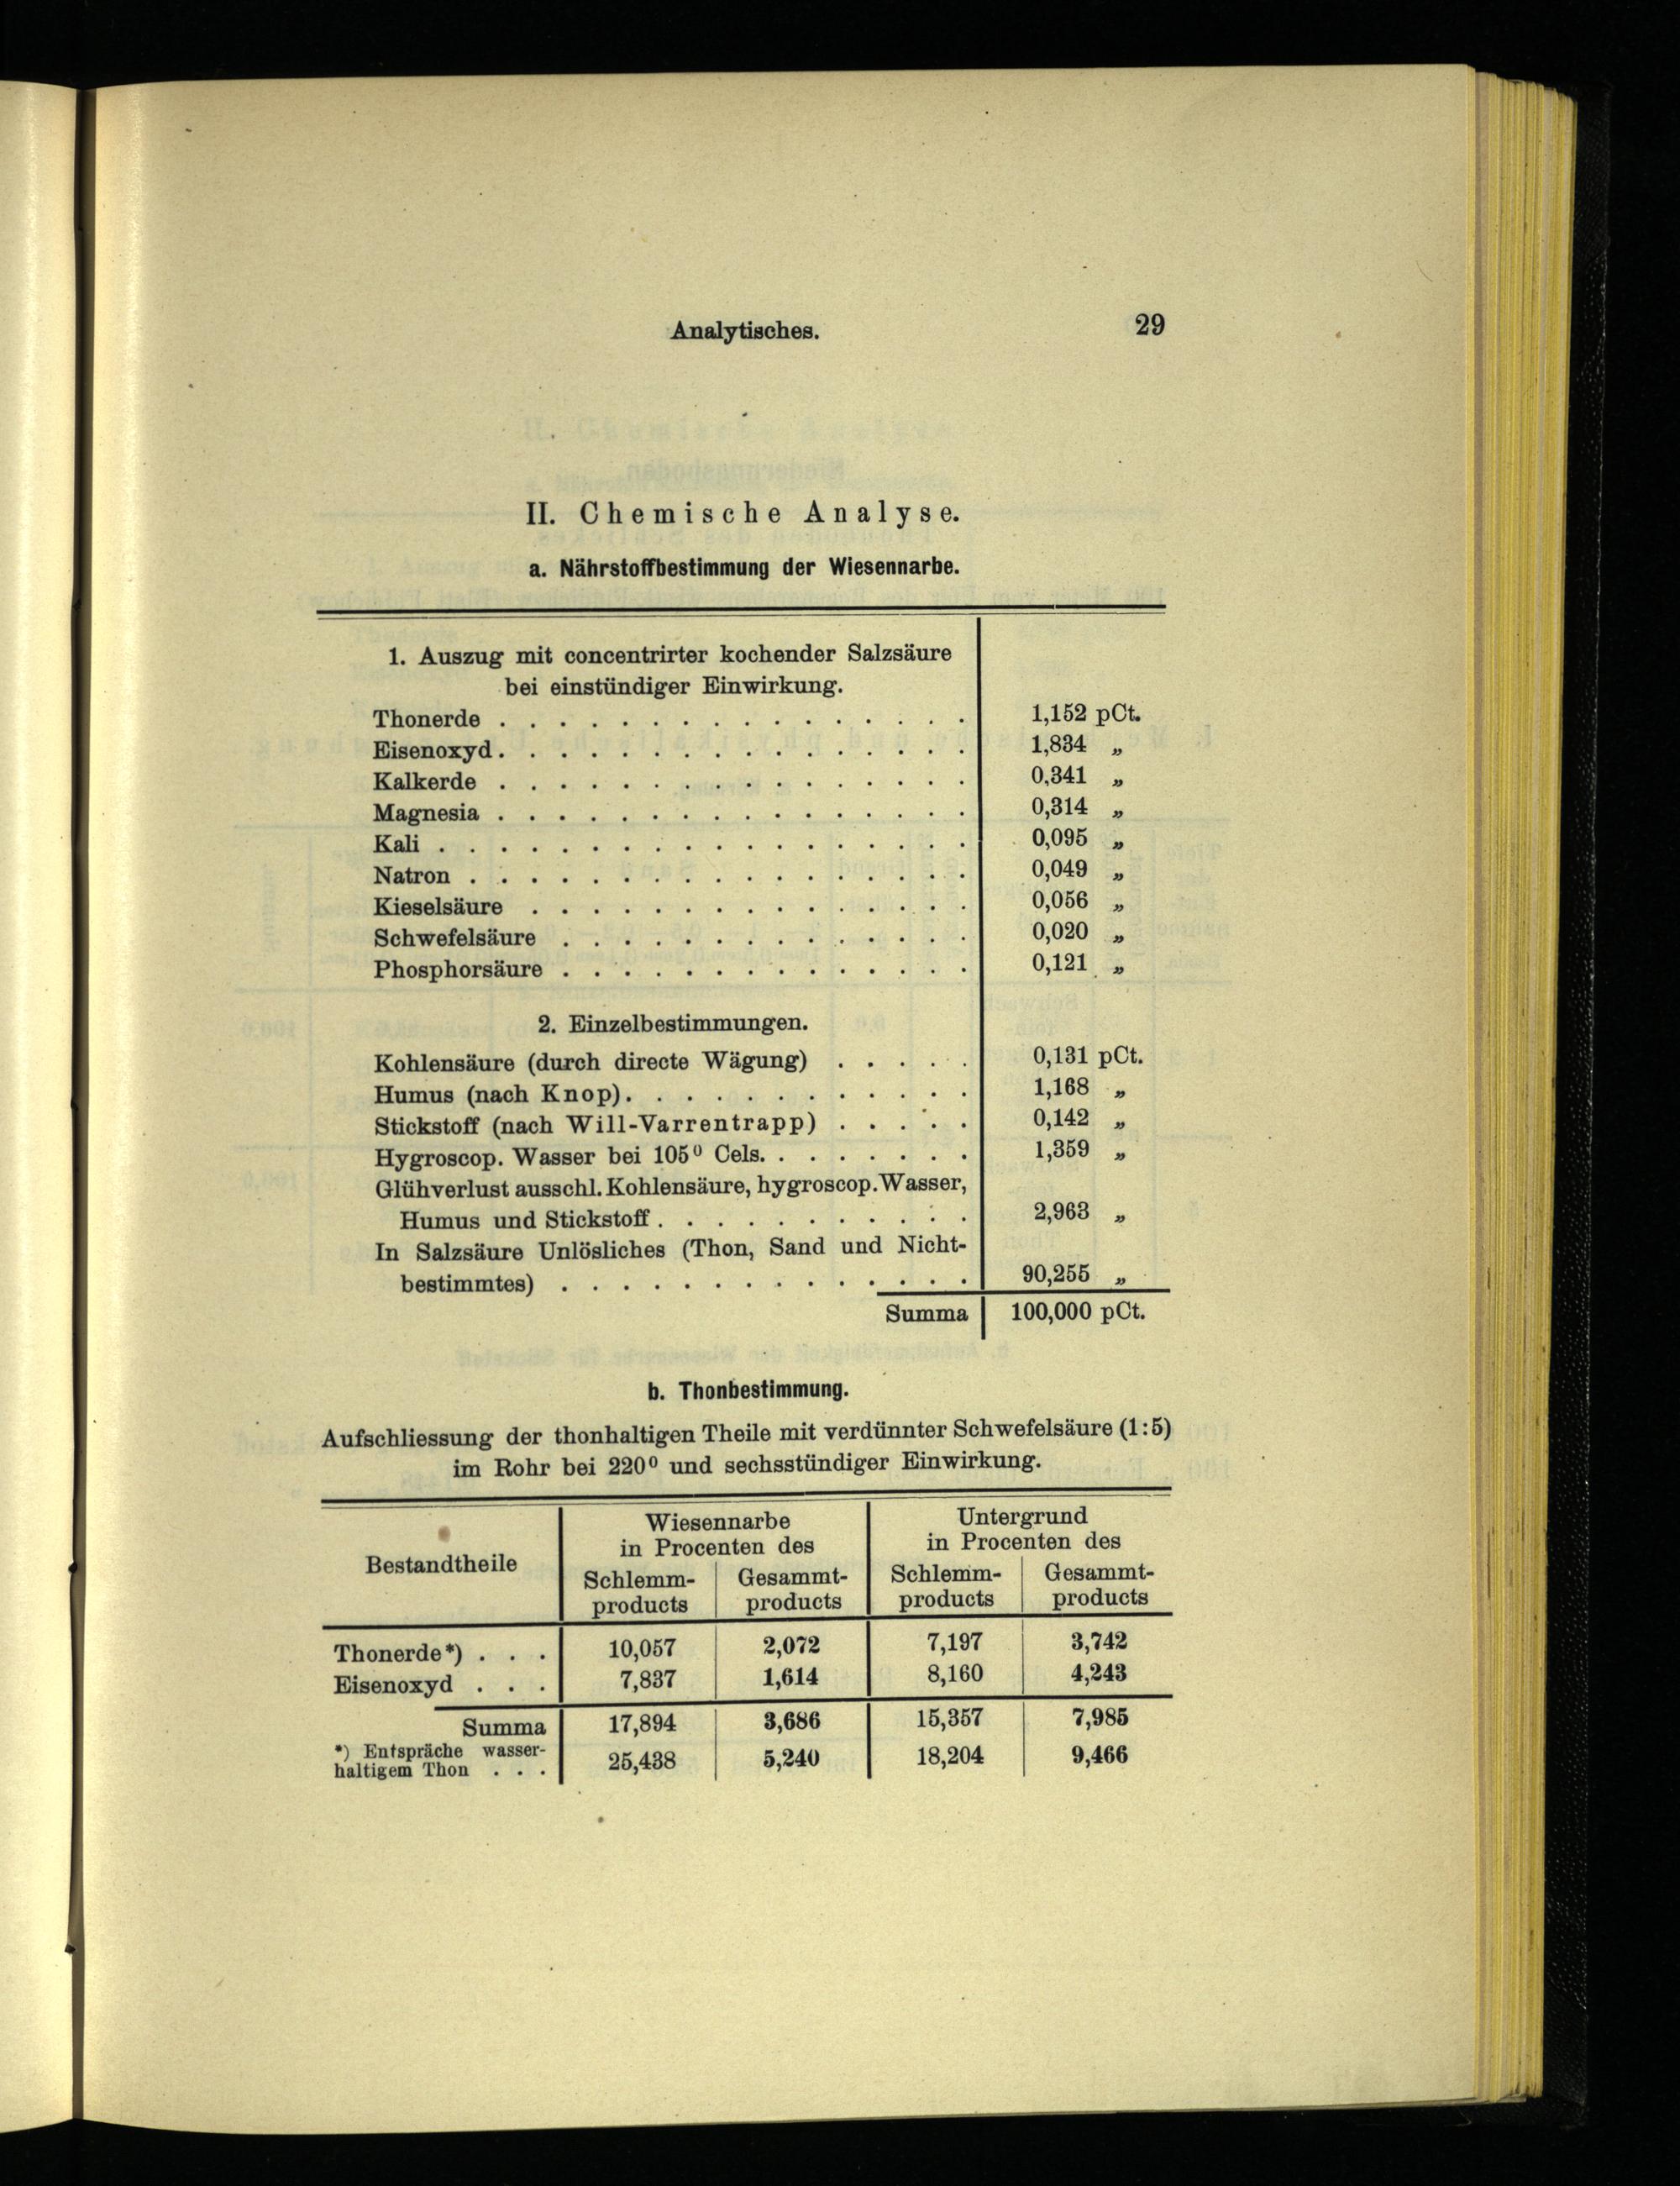 Analytisches. 29
II. Chemische Analyse.
a. Nährstoffbestimmung der Wiesennarbe.
1. Auszug mit concentrirter kochender Salzsäure
bei einstündiger Einwirkung.
Thonerde . . . . . . . . . . . . . . . . 1,152 pCt.
Eisenoxyd. . . . . . . . . . . . . . . . 1,834 „
Kalkerde . . . . . . . . . . . . . . . . 0,341 „
Magnesia . . . . . . . . . . . . . . . . 0,314 „
Kali . . . . . . . . . . . . . . . . . . 0,095 „
Natron . . . . . . . . . . . . . . . . . 0,049 „
Kieselsäure . . . . . . . . . . . . . . . 0,056 „
Schwefelsäure . . . . . . . . . . . . . . 0,020 „
Phosphorsäure . . . . . . . . . . . . . . 0,121 „
2. Einzelbestimmungen.
Kohlensäure (durch directe Wägung) . . . . . 0,131 pCt.
Humus (nach Knop). . . . . . . . . . . . 1,168 „
Stickstoff (nach Will-Varrentrapp) . . . . . 0,142 „
Hygroscop. Wasser bei 105⁰ Cels. . . . . . . . 1,359 „
Glühverlust ausschl. Kohlensäure, hygroscop. Wasser,
Humus und Stickstoff . . . . . . . . . . . 2,963 „
In Salzsäure Unlösliches (Thon, Sand und Nicht-
bestimmtes) . . . . . . . . . . . . . . 90,255 „
Summa 100,000 pCt.
b. Thonbestimmung.
Aufschliessung der thonhaltigen Theile mit verdünnter Schwefelsäure (1:5)
im Rohr bei 220⁰ und sechsstündiger Einwirkung.
Wiesennarbe Untergrund
in Procenten des in Procenten des
Bestandtheile
Schlemm- Gesammt- Schlemm- Gesammt-
products products products products
Thonerde*) . . . 10,057 2,072 7,197 3,742
Eisenoxyd . . . 7,837 1,614 8,160 4,243
Summa 17,894 3,686 15,357 7,985
*) Entspräche wasser-
haltigem Thon . . . 25,438 5,240 18,204 9,466